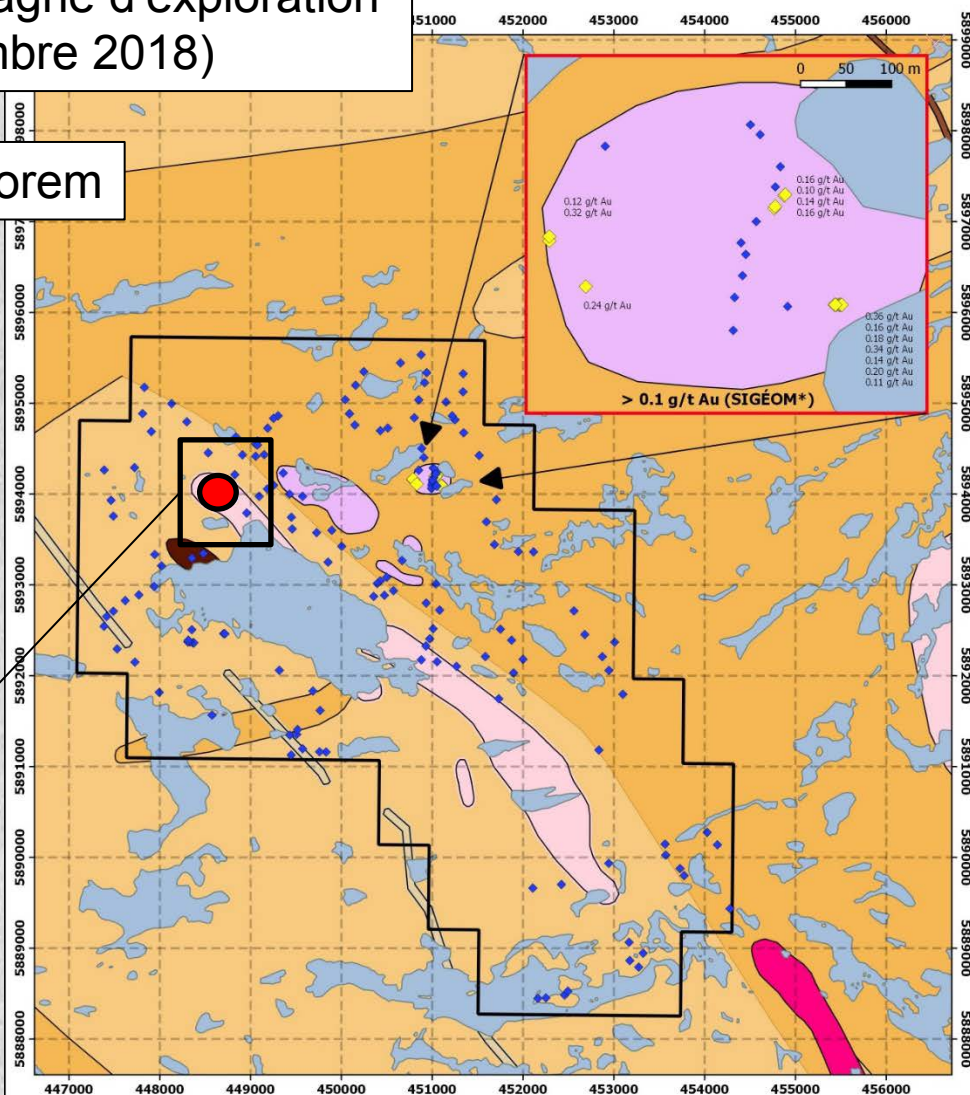 agne d'exploration
mbre 2018)
orem
451000 452000 453000 454000 455000 456000
0 50 100 m
0.12 g/t Au
0.32 g/t Au
0.16 g/t Au
0.10 g/t Au
0.14 g/t Au
0.16 g/t Au
0.24 g/t Au
0.36 g/t Au
0.16 g/t Au
0.18 g/t Au
0.34 g/t Au
0.14 g/t Au
0.20 g/t Au
0.11 g/t Au
> 0.1 g/t Au (SIGÉOM*)
98000
5897
5896000
5895000
5894000
5893000
5892000
5891000
5890000
5889000
5888000
5899000
5898000
5897000
5896000
5895000
5894000
5893000
5892000
5891000
5890000
5889000
5888000
447000 448000 449000 450000 451000 452000 453000 454000 455000 456000